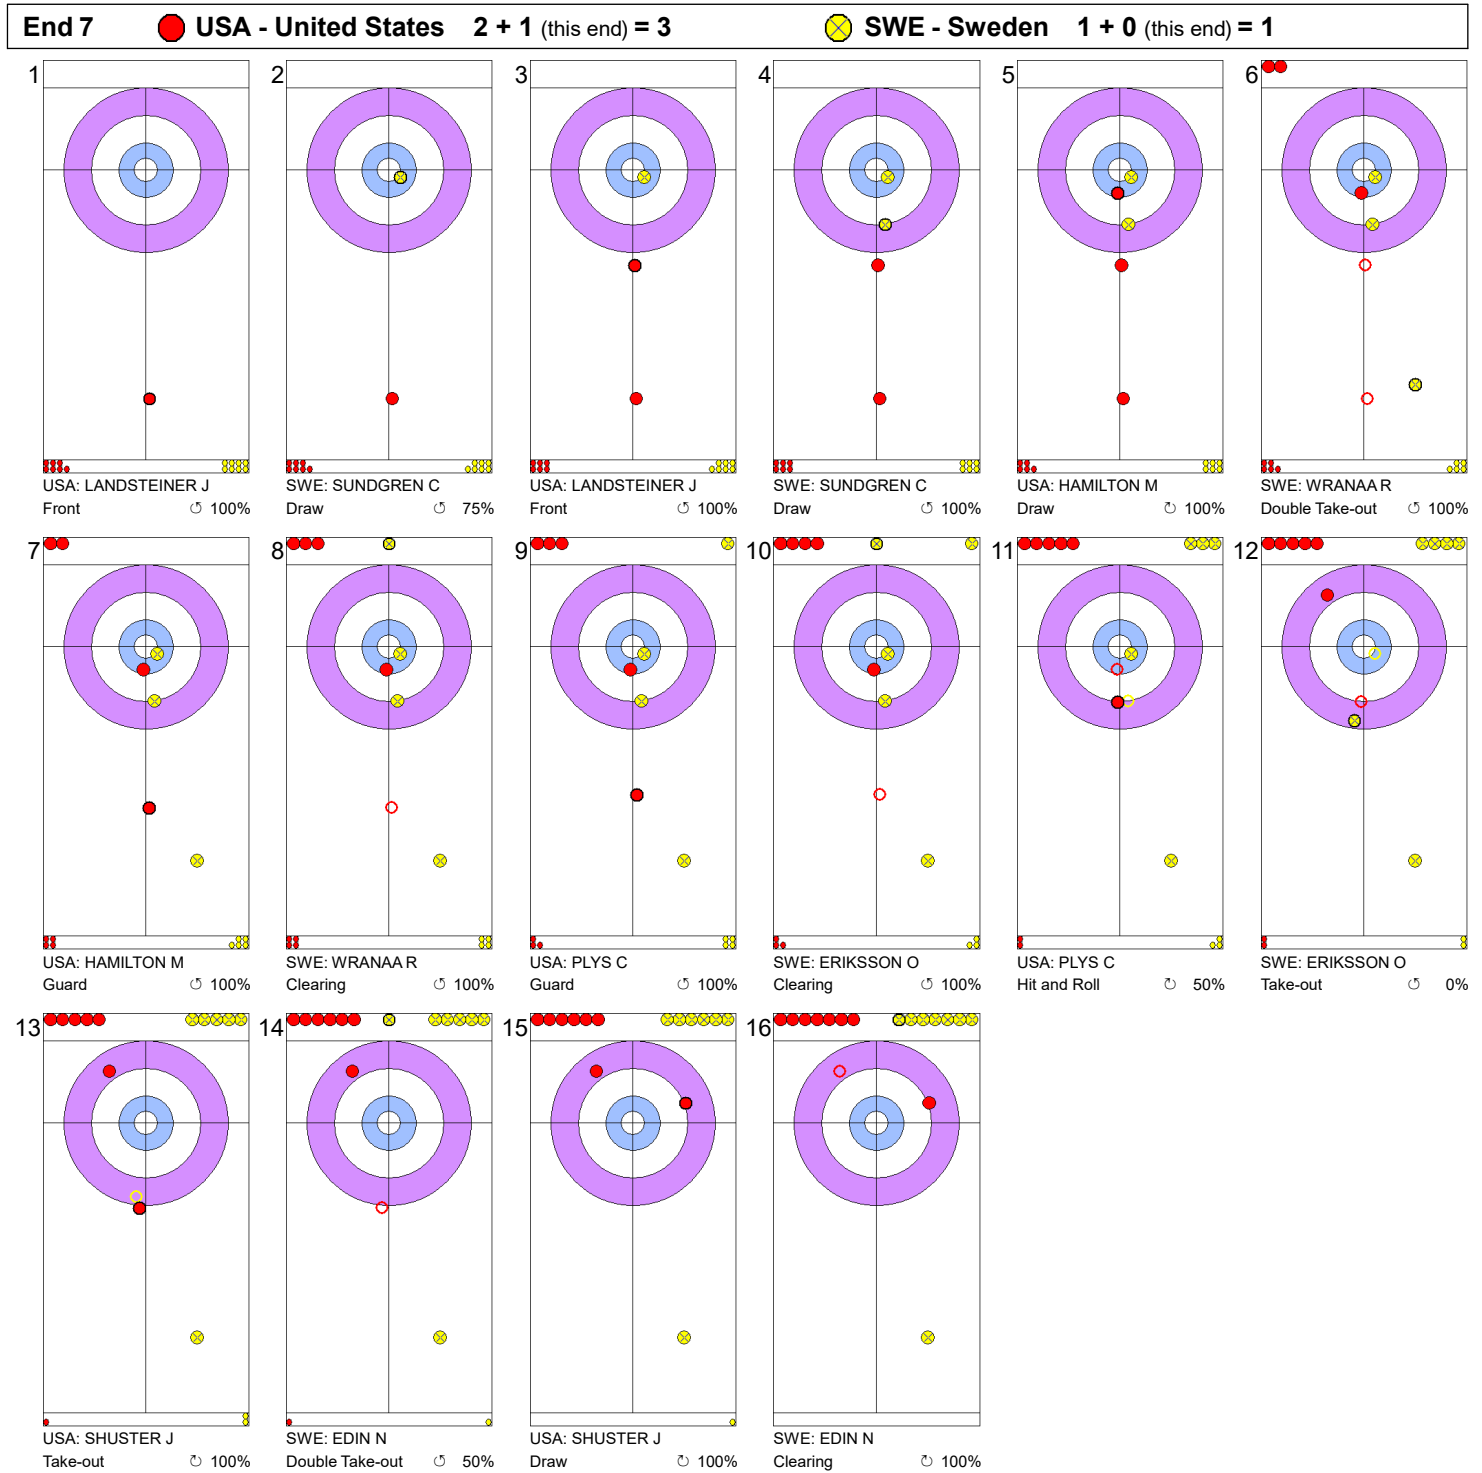 End 7 USA - United States 2 + 1 (this end) = 3 SWE - Sweden 1 + 0 (this end) = 1
1 2 3 4 5 6
USA: LANDSTEINER J SWE: SUNDGREN C USA: LANDSTEINER J SWE: SUNDGREN C USA: HAMILTON M SWE: WRANAA R
Front ↺ 100% Draw ↺ 75% Front ↺ 100% Draw ↺ 100% Draw ↻ 100% Double Take-out ↺ 100%
7 8 9 10 11 12
USA: HAMILTON M SWE: WRANAA R USA: PLYS C SWE: ERIKSSON O USA: PLYS C SWE: ERIKSSON O
Guard ↺ 100% Clearing ↺ 100% Guard ↺ 100% Clearing ↺ 100% Hit and Roll ↻ 50% Take-out ↺ 0%
13 14 15 16
USA: SHUSTER J SWE: EDIN N USA: SHUSTER J SWE: EDIN N
Take-out ↻ 100% Double Take-out ↺ 50% Draw ↻ 100% Clearing ↻ 100%